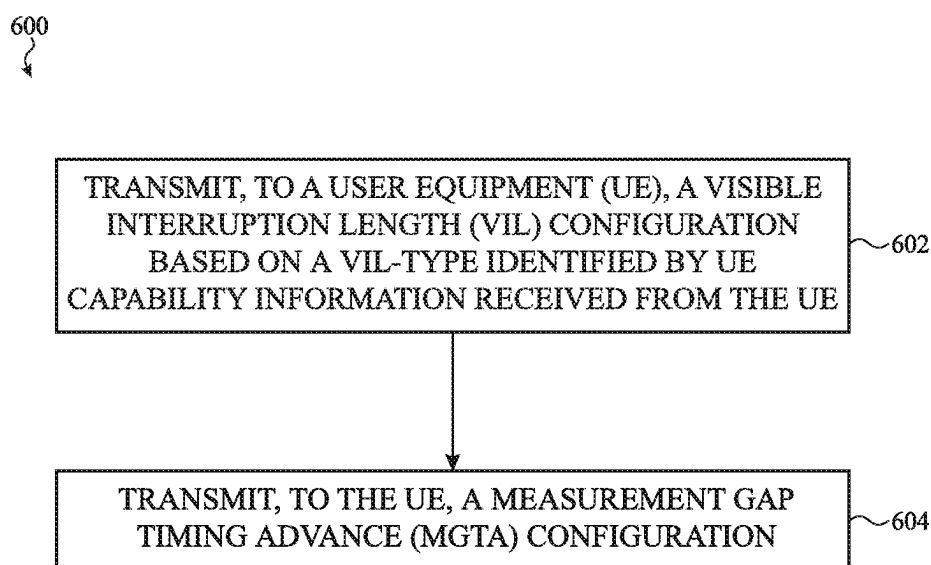 600
TRANSMIT, TO A USER EQUIPMENT (UE), A VISIBLE
INTERRUPTION LENGTH (VIL) CONFIGURATION
BASED ON A VIL-TYPE IDENTIFIED BY UE
CAPABILITY INFORMATION RECEIVED FROM THE UE
602
TRANSMIT, TO THE UE, A MEASUREMENT GAP
TIMING ADVANCE (MGTA) CONFIGURATION
604